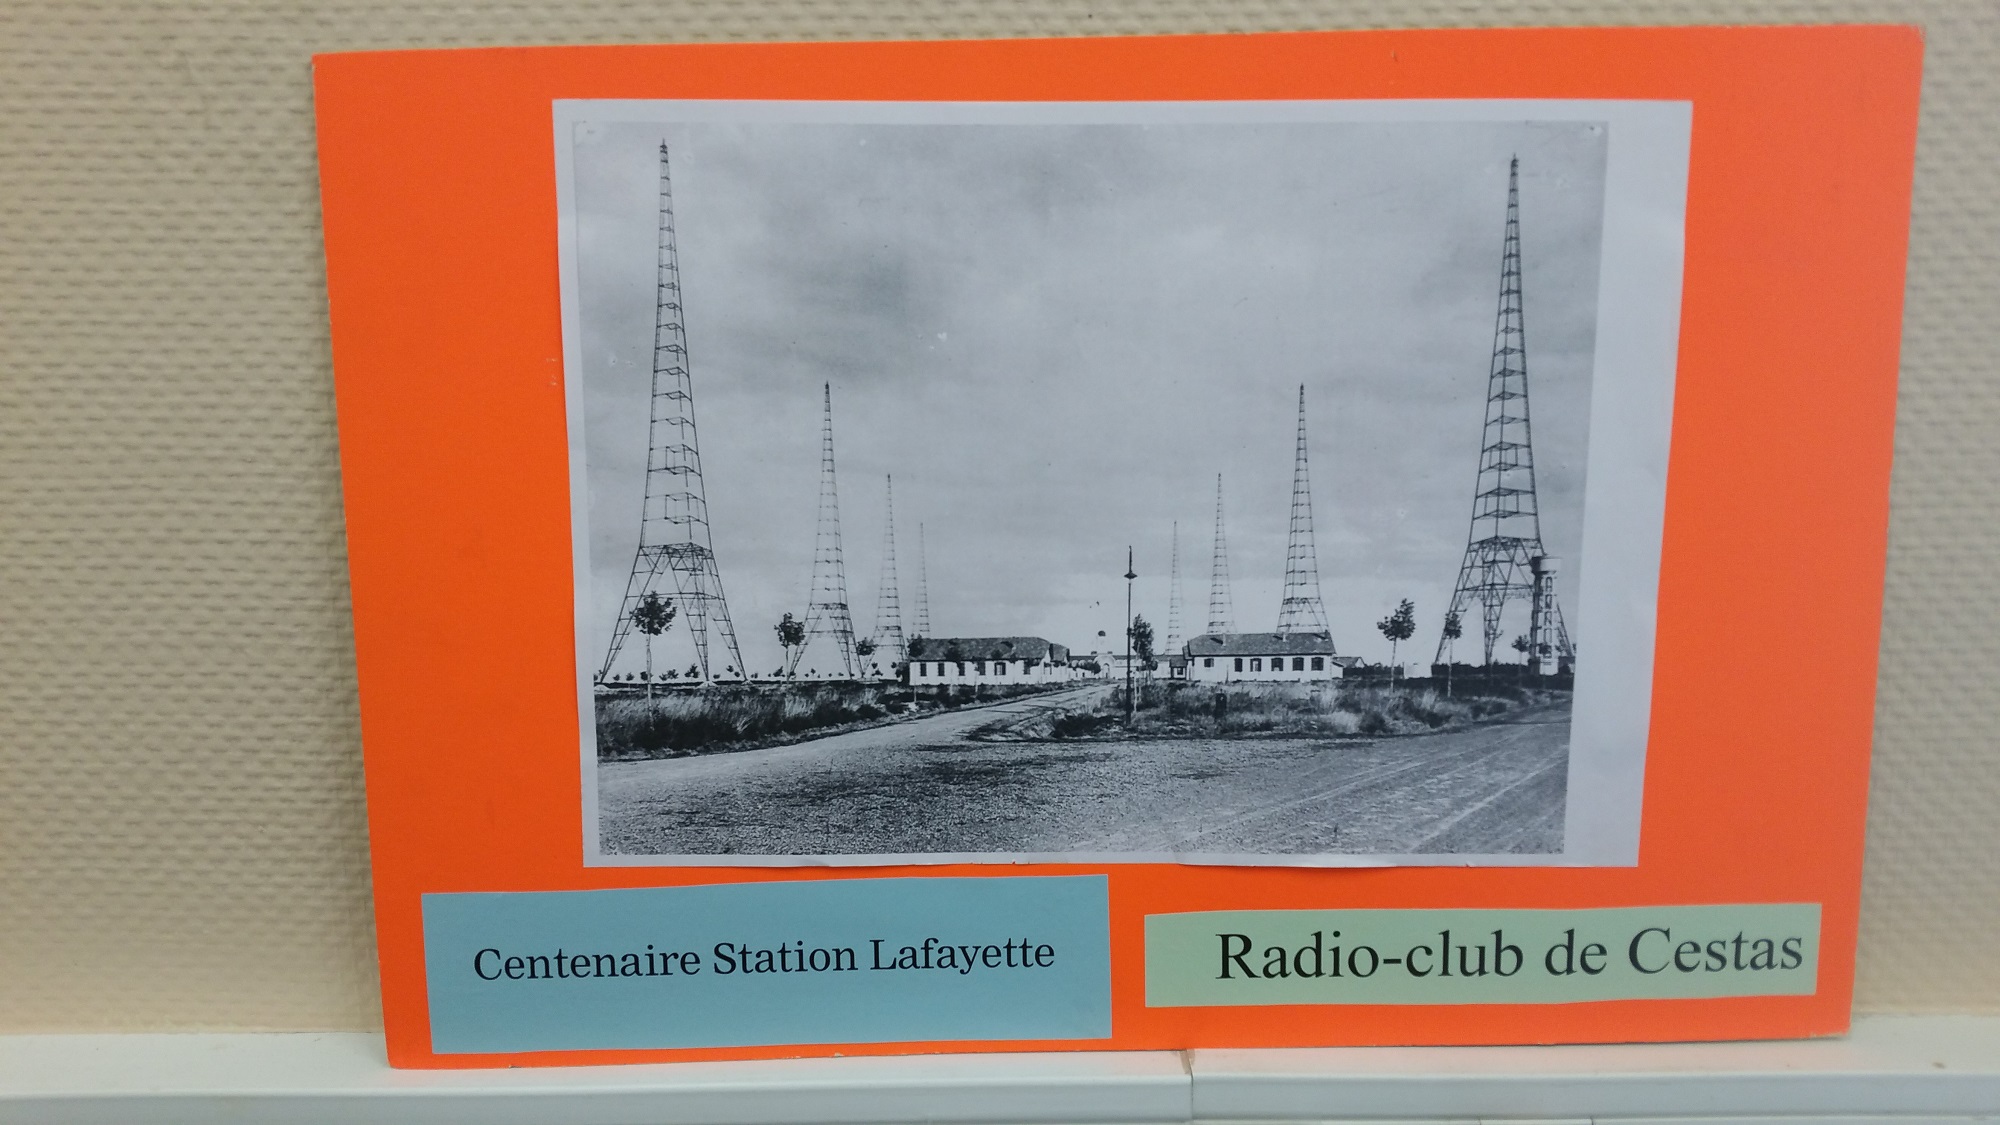 Centenaire Station Lafayette
Radio-club de Cestas